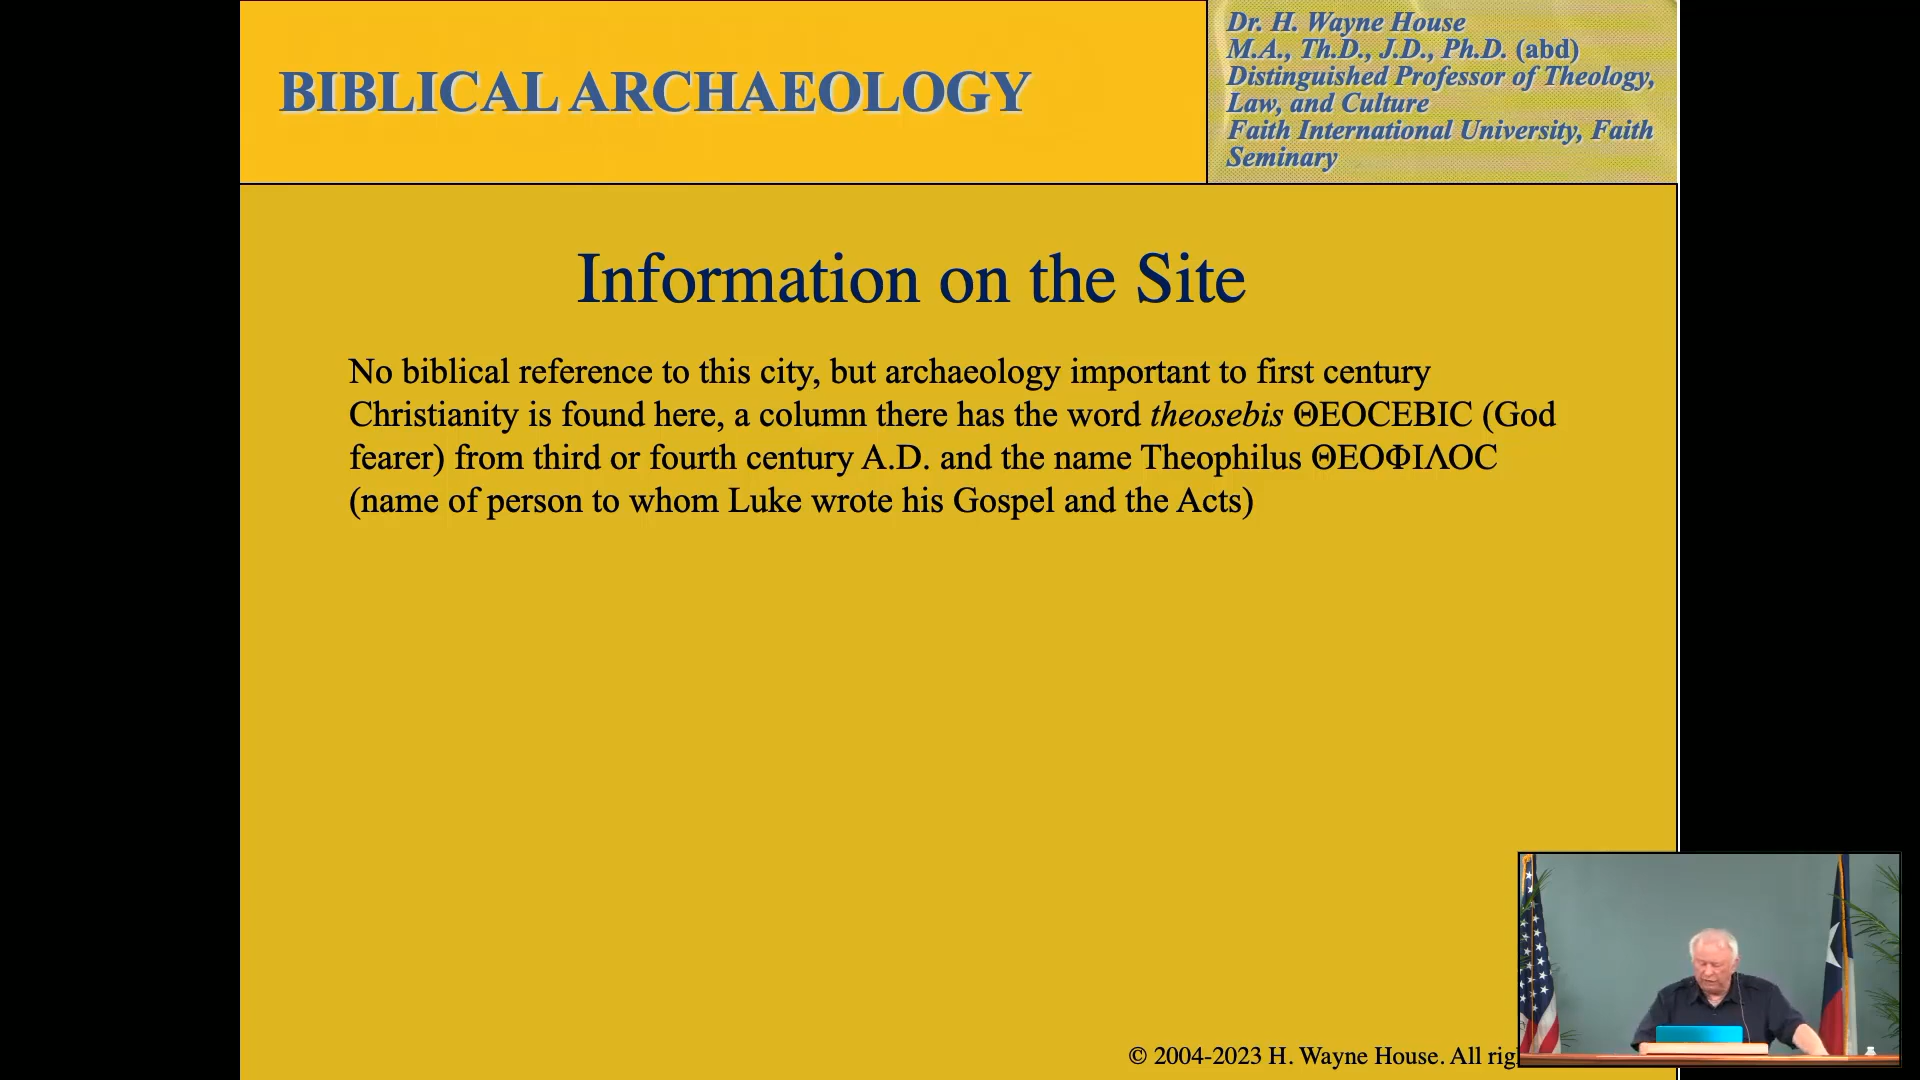 BIBLICAL ARCHAEOLOGY
Dr. H. Wayne House
M.A., Th.D., J.D., Ph.D. (abd)
Distinguished Professor of Theology,
Law, and Culture
Faith International University, Faith
Seminary
Information on the Site
No biblical reference to this city, but archaeology important to first century
Christianity is found here, a column there has the word theosebis ΘΕΟCΕΒΙC (God
fearer) from third or fourth century A.D. and the name Theophilus ΘΕΟΦΙΛΟC
(name of person to whom Luke wrote his Gospel and the Acts)
© 2004-2023 H. Wayne House. All rig